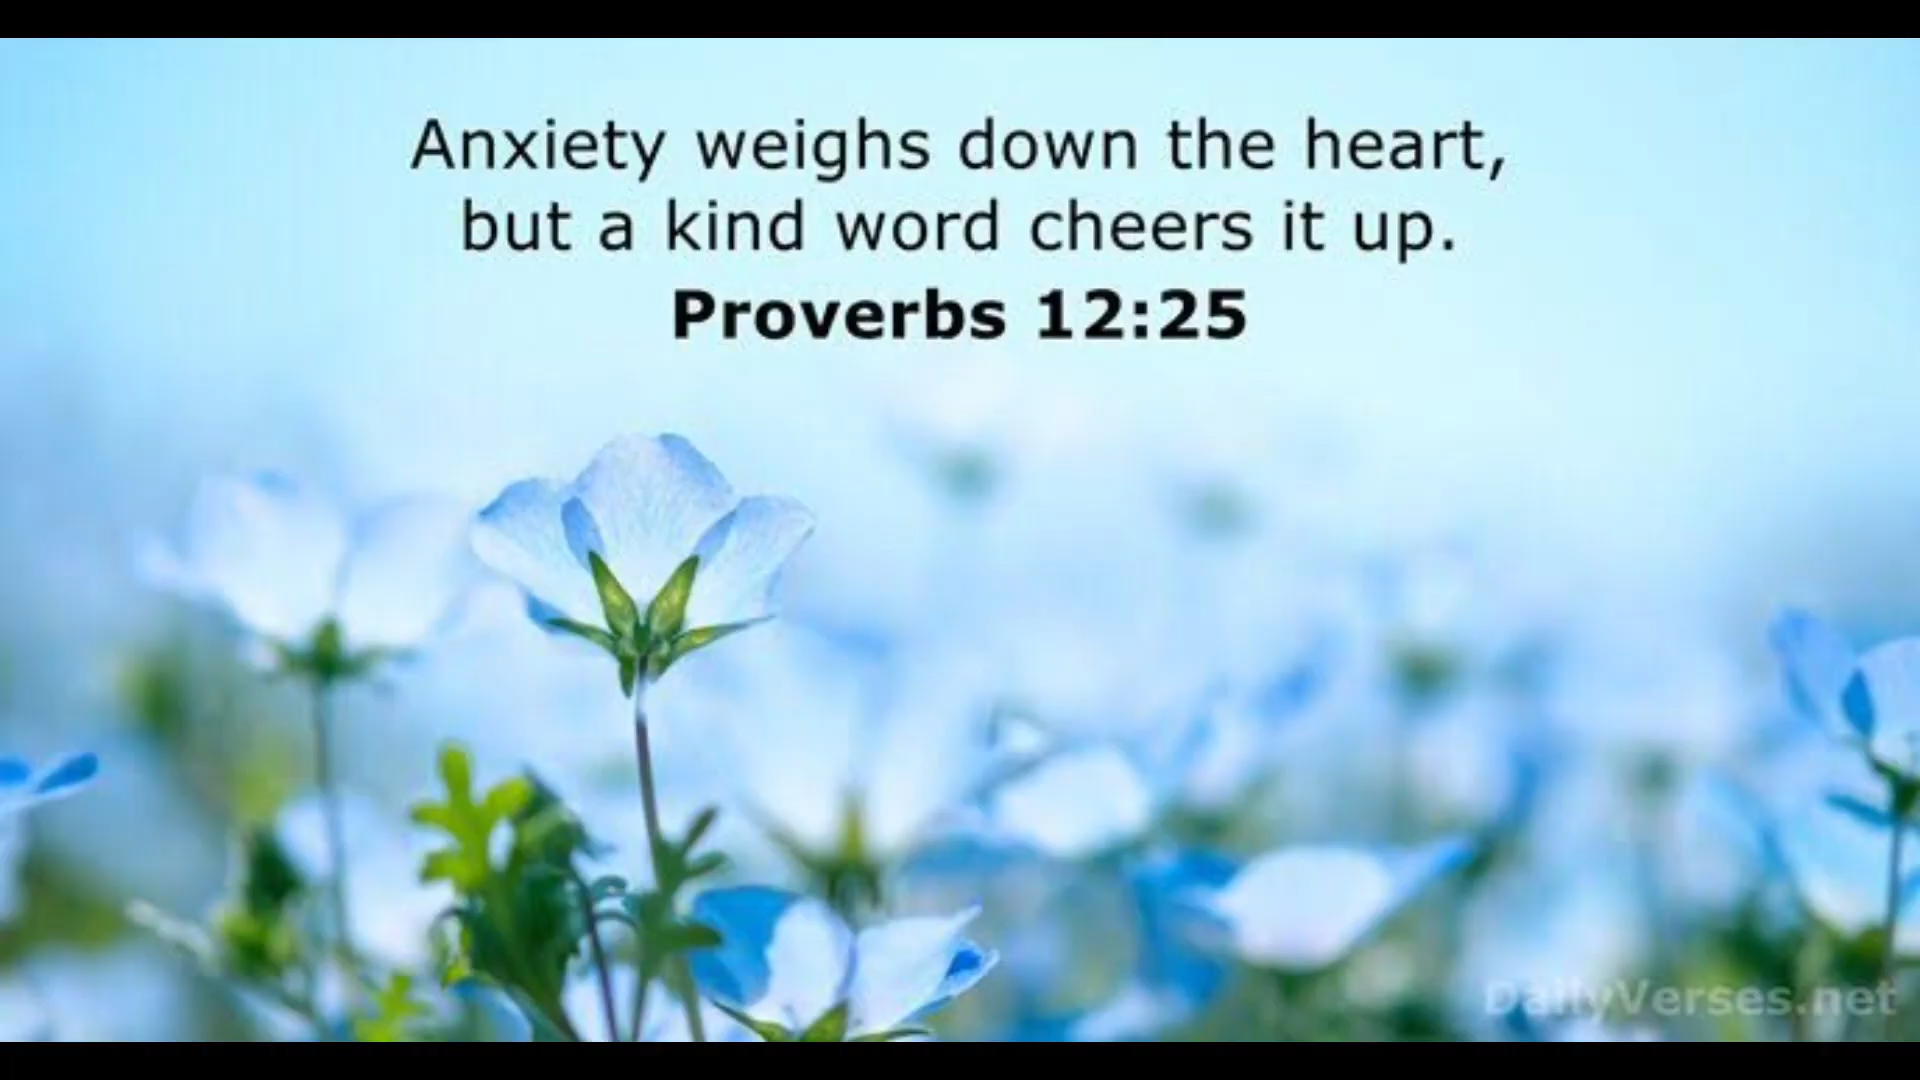 Anxiety weighs down the heart,
but a kind word cheers it up.
Proverbs 12:25
DailyVerses.net